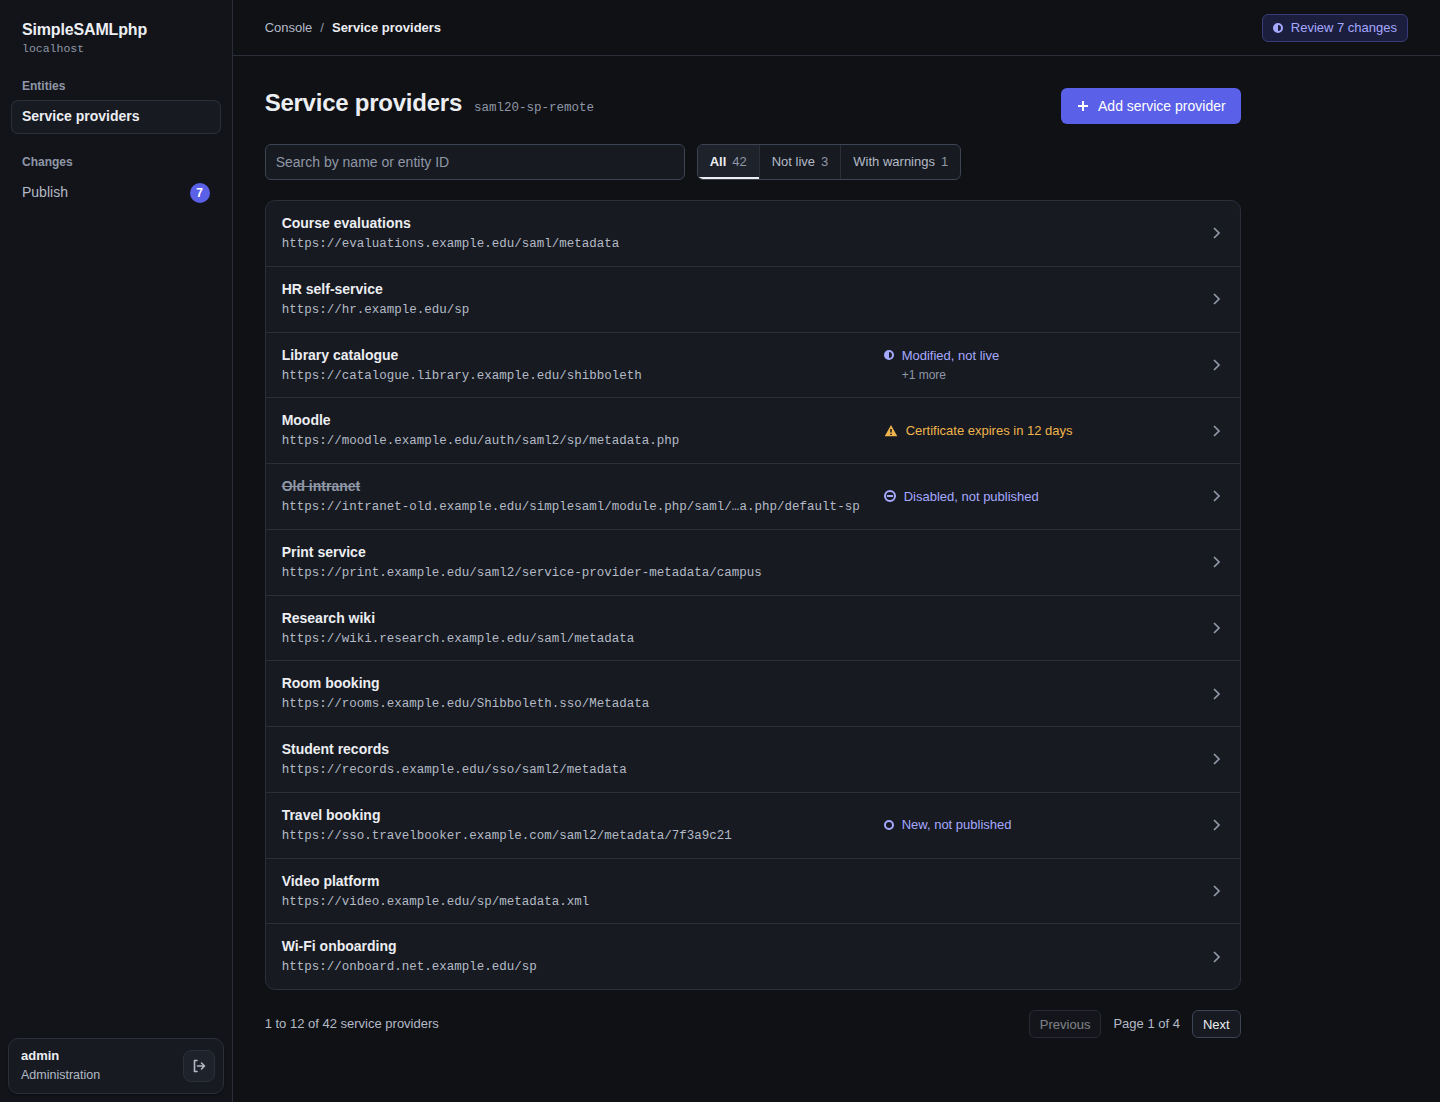 SimpleSAMLphp
localhost
Entities
Service providers
Changes
Publish 7
admin
Administration
Console / Service providers
Review 7 changes
Service providers saml20-sp-remote
Add service provider
Search by name or entity ID
All 42 Not live 3 With warnings 1
Course evaluations
https://evaluations.example.edu/saml/metadata
HR self-service
https://hr.example.edu/sp
Library catalogue
https://catalogue.library.example.edu/shibboleth
Modified, not live
+1 more
Moodle
https://moodle.example.edu/auth/saml2/sp/metadata.php
Certificate expires in 12 days
Old intranet
https://intranet-old.example.edu/simplesaml/module.php/saml/…a.php/default-sp
Disabled, not published
Print service
https://print.example.edu/saml2/service-provider-metadata/campus
Research wiki
https://wiki.research.example.edu/saml/metadata
Room booking
https://rooms.example.edu/Shibboleth.sso/Metadata
Student records
https://records.example.edu/sso/saml2/metadata
Travel booking
https://sso.travelbooker.example.com/saml2/metadata/7f3a9c21
New, not published
Video platform
https://video.example.edu/sp/metadata.xml
Wi-Fi onboarding
https://onboard.net.example.edu/sp
1 to 12 of 42 service providers
Previous Page 1 of 4 Next